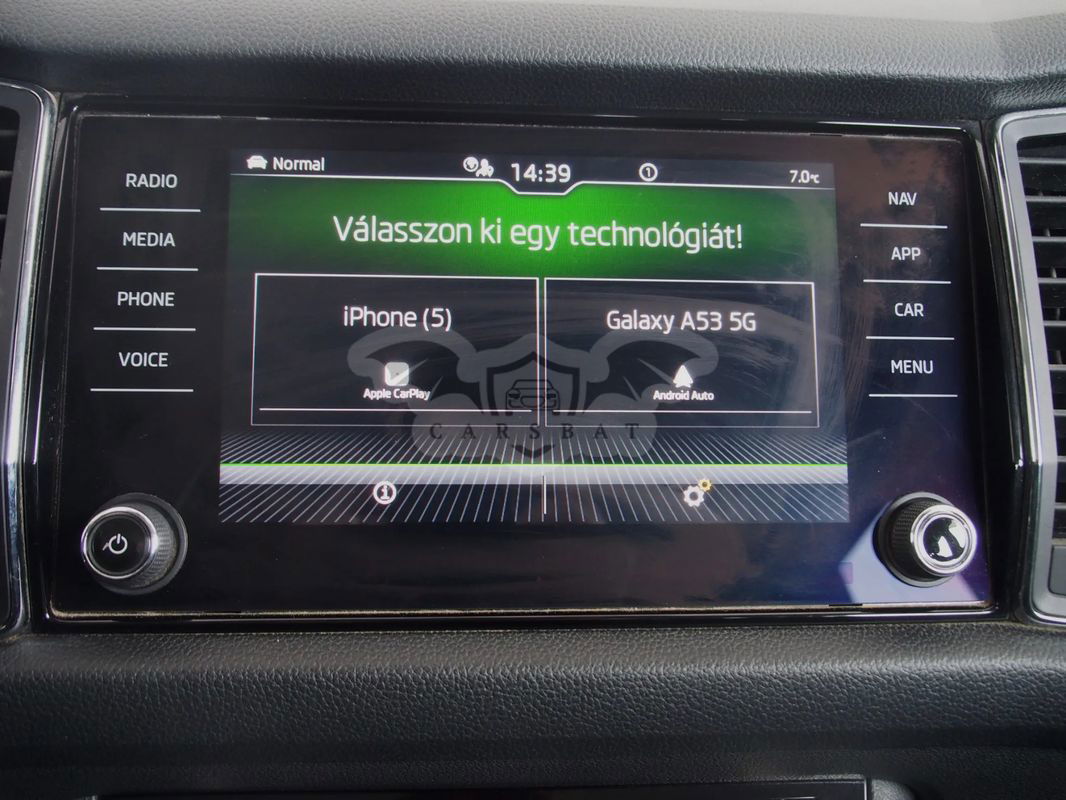 Normal
14:39
1
7.0°C
RADIO
MEDIA
PHONE
VOICE
NAV
APP
CAR
MENU
Válasszon ki egy technológiát!
iPhone (5)
Apple CarPlay
Galaxy A53 5G
Android Auto
CARSBAT